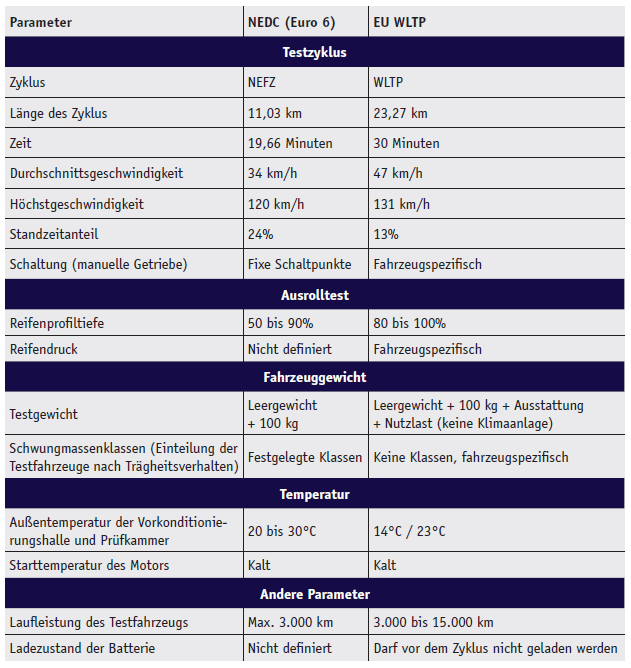 Parameter NEDC (Euro 6) EU WLTP
Testzyklus
Zyklus NEFZ WLTP
Länge des Zyklus 11,03 km 23,27 km
Zeit 19,66 Minuten 30 Minuten
Durchschnittsgeschwindigkeit 34 km/h 47 km/h
Höchstgeschwindigkeit 120 km/h 131 km/h
Standzeitanteil 24% 13%
Schaltung (manuelle Getriebe) Fixe Schaltpunkte Fahrzeugspezifisch
Ausrolltest
Reifenprofiltiefe 50 bis 90% 80 bis 100%
Reifendruck Nicht definiert Fahrzeugspezifisch
Fahrzeuggewicht
Testgewicht
Leergewicht
+ 100 kg
Leergewicht + 100 kg + Ausstattung
+ Nutzlast (keine Klimaanlage)
Schwungmassenklassen (Einteilung der
Testfahrzeuge nach Trägheitsverhalten)
Festgelegte Klassen Keine Klassen, fahrzeugspezifisch
Temperatur
Außentemperatur der Vorkonditionie-
rungshalle und Prüfkammer
20 bis 30°C 14°C / 23°C
Starttemperatur des Motors Kalt Kalt
Andere Parameter
Laufleistung des Testfahrzeugs Max. 3.000 km 3.000 bis 15.000 km
Ladezustand der Batterie Nicht definiert Darf vor dem Zyklus nicht geladen werden